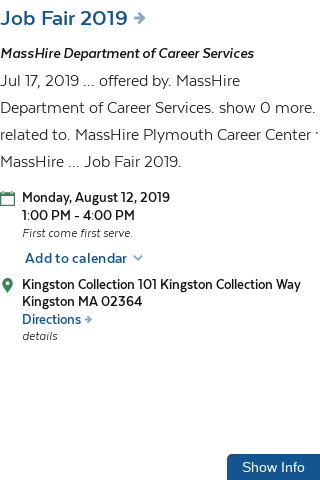 Job Fair 2019
MassHire Department of Career Services
Jul 17, 2019 ... offered by. MassHire
Department of Career Services. show 0 more.
related to. MassHire Plymouth Career Center ·
MassHire ... Job Fair 2019.
Monday, August 12, 2019
1:00 PM - 4:00 PM
First come first serve.
Add to calendar
Kingston Collection 101 Kingston Collection Way
Kingston MA 02364
Directions
details
Show Info